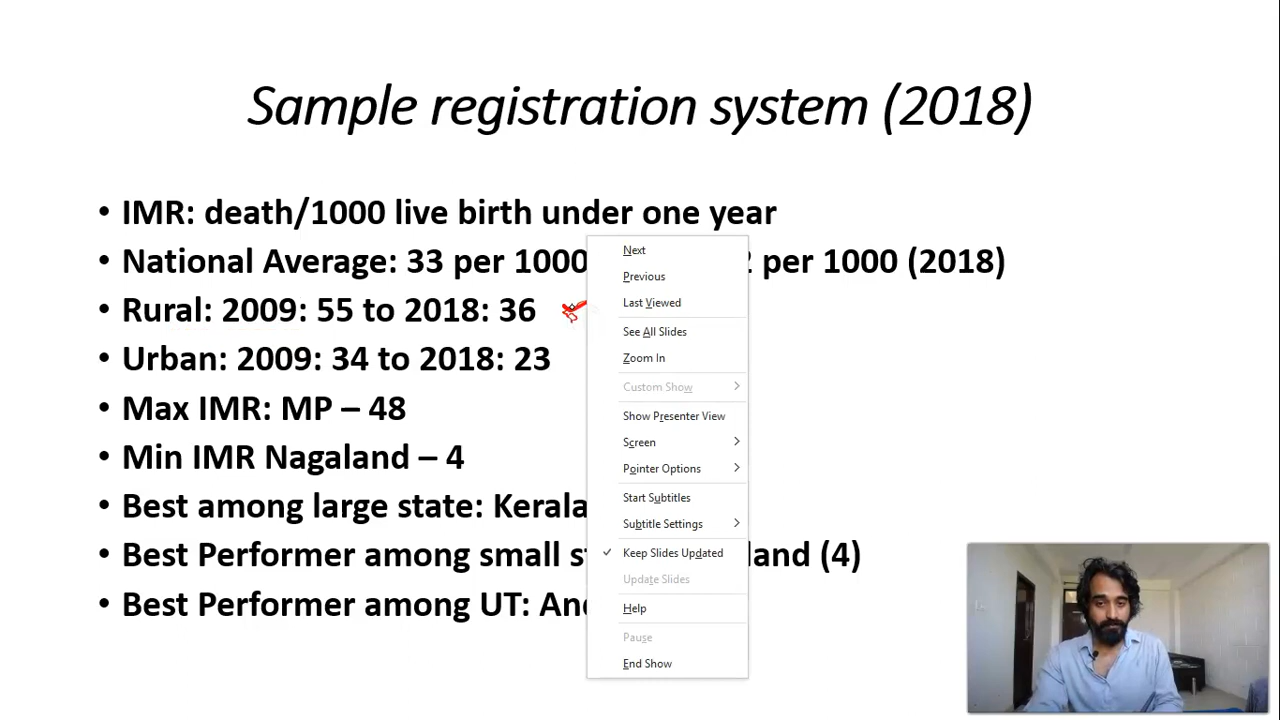 Sample registration system (2018)
• IMR: death/1000 live birth under one year
• National Average: 33 per 1000 per 1000 (2018)
• Rural: 2009: 55 to 2018: 36
• Urban: 2009: 34 to 2018: 23
• Max IMR: MP – 48
• Min IMR Nagaland – 4
• Best among large state: Kerala
• Best Performer among small land (4)
• Best Performer among UT:
Next
Previous
Last Viewed
See All Slides
Zoom In
Custom Show
Show Presenter View
Screen
Pointer Options
Start Subtitles
Subtitle Settings
Keep Slides Updated
Update Slides
Help
Pause
End Show